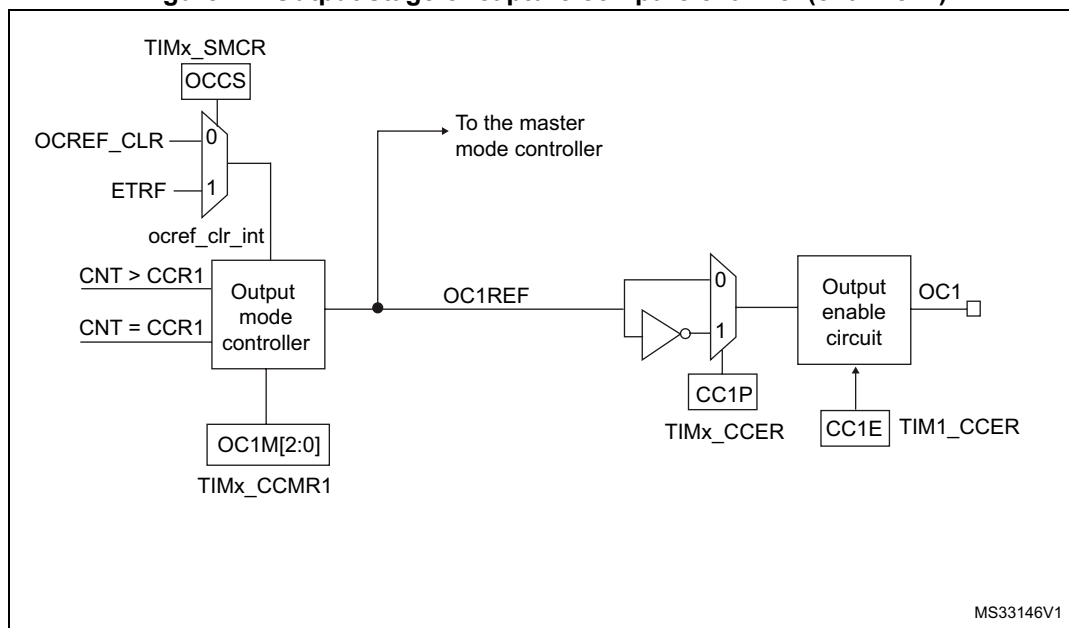 TIMx_SMCR
OCCS
OCREF_CLR
0
ETRF
1
ocref_clr_int
To the master
mode controller
CNT > CCR1
CNT = CCR1
Output
mode
controller
OC1REF
0
1
Output
enable
circuit
OC1
CC1P
TIMx_CCER
CC1E
TIM1_CCER
OC1M[2:0]
TIMx_CCMR1
MS33146V1